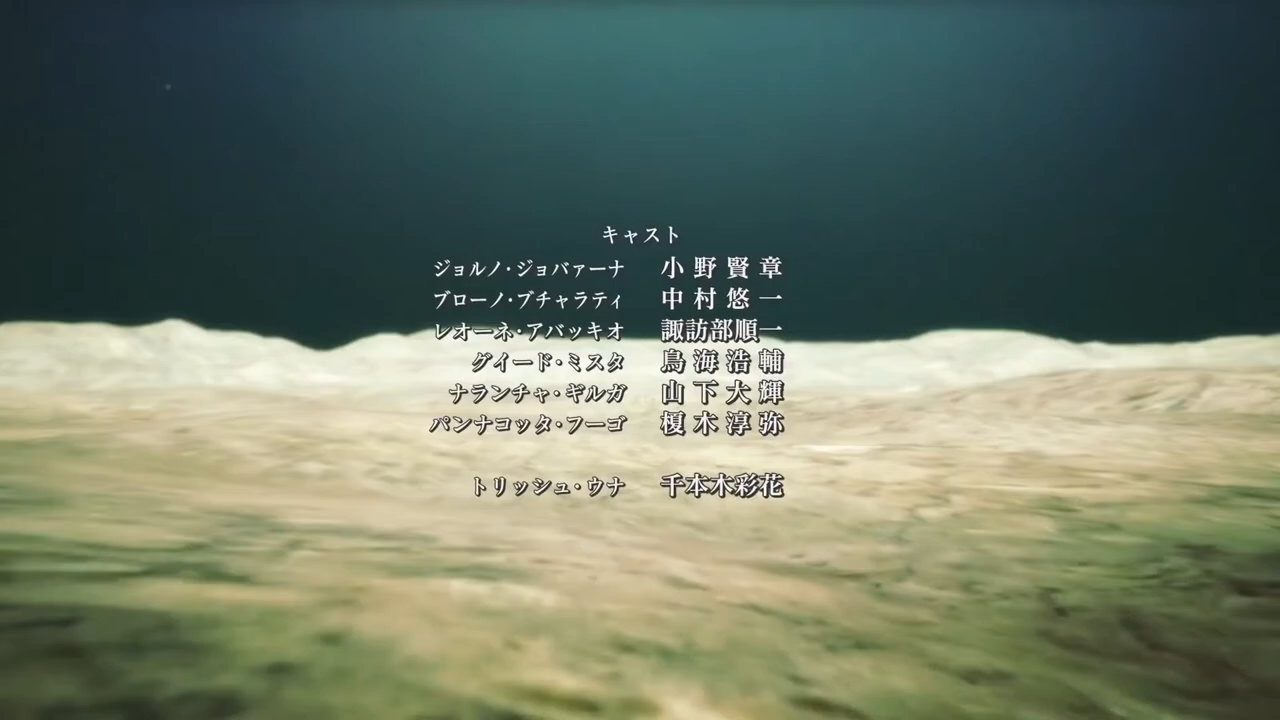 キャスト
ジョルノ・ジョバァーナ 小野賢章
ブローノ・ブチャラティ 中村悠一
レオーネ・アバッキオ 諏訪部順一
グイード・ミスタ 鳥海浩輔
ナランチャ・ギルガ 山下大輝
パンナコッタ・フーゴ 榎木淳弥
トリッシュ・ウナ 千本木彩花